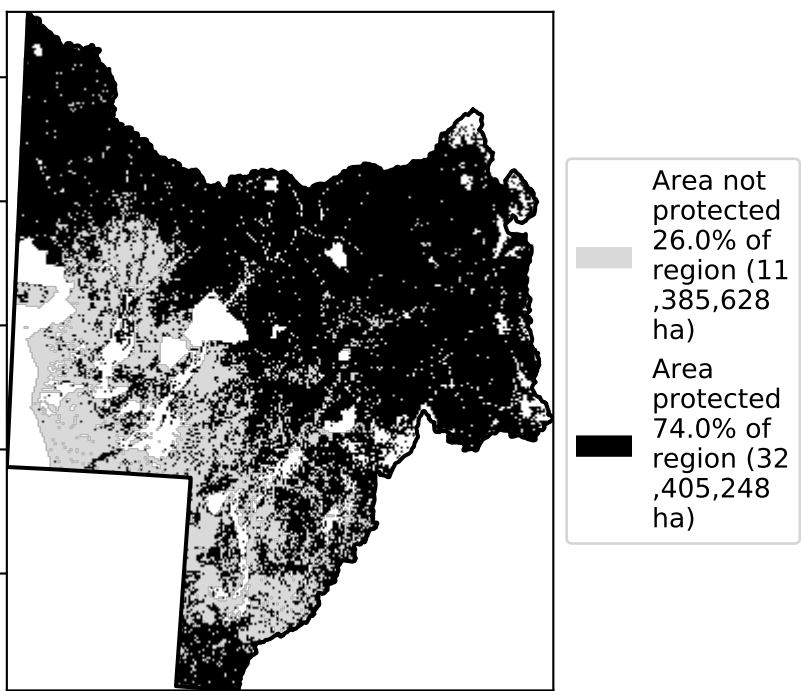 Area not
protected
26.0% of
region (11
,385,628
ha)
Area
protected
74.0% of
region (32
,405,248
ha)